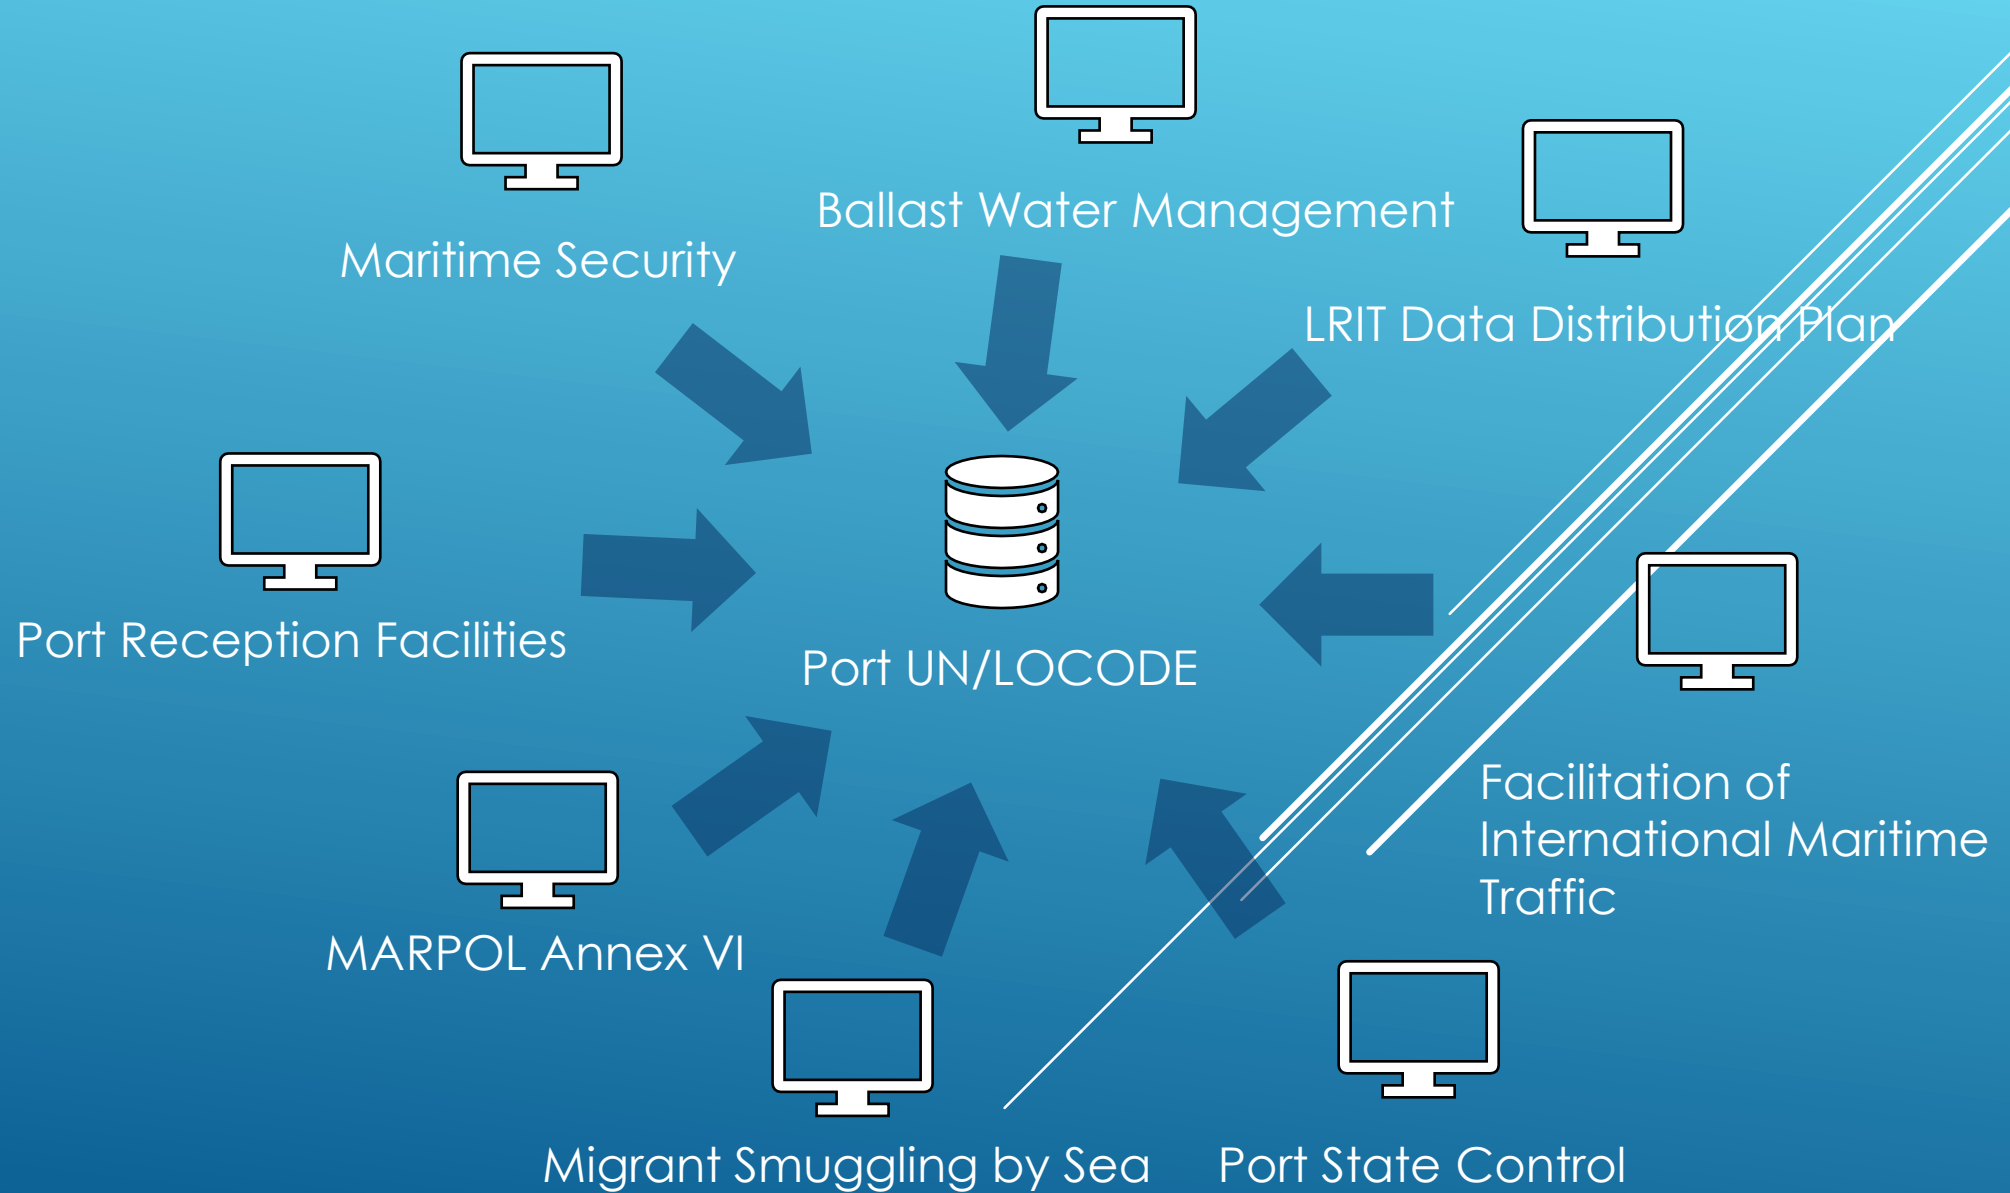 Ballast Water Management
Maritime Security
LRIT Data Distribution Plan
Port Reception Facilities
Port UN/LOCODE
Facilitation of
International Maritime
Traffic
MARPOL Annex VI
Migrant Smuggling by Sea
Port State Control